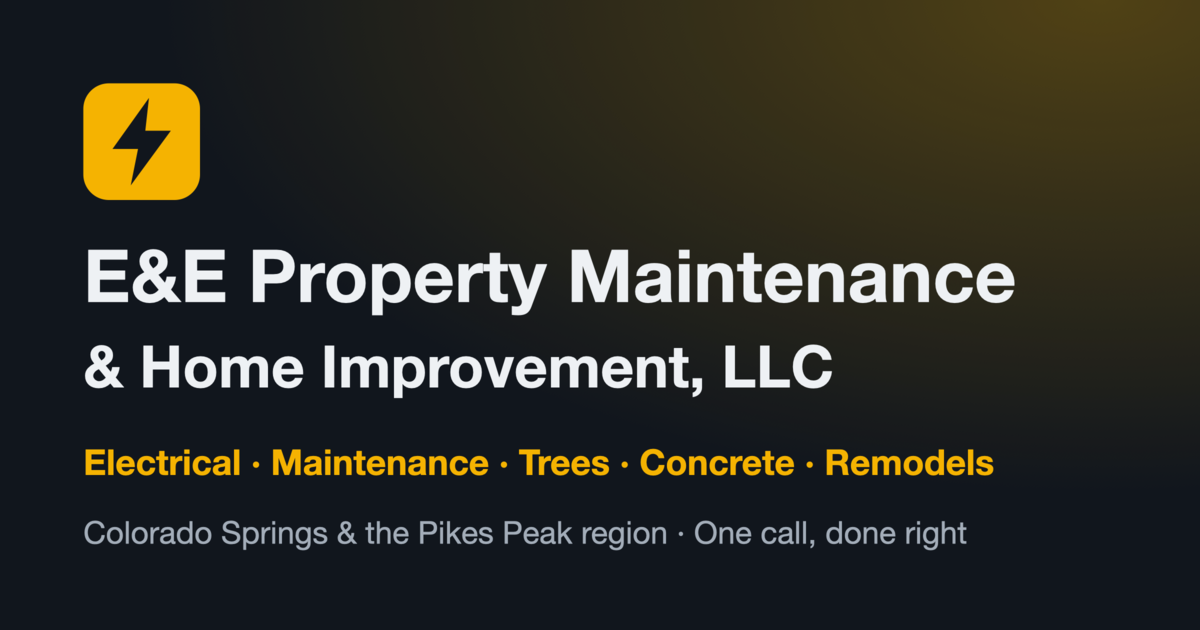 E&E Property Maintenance
& Home Improvement, LLC
Electrical · Maintenance · Trees · Concrete · Remodels
Colorado Springs & the Pikes Peak region · One call, done right